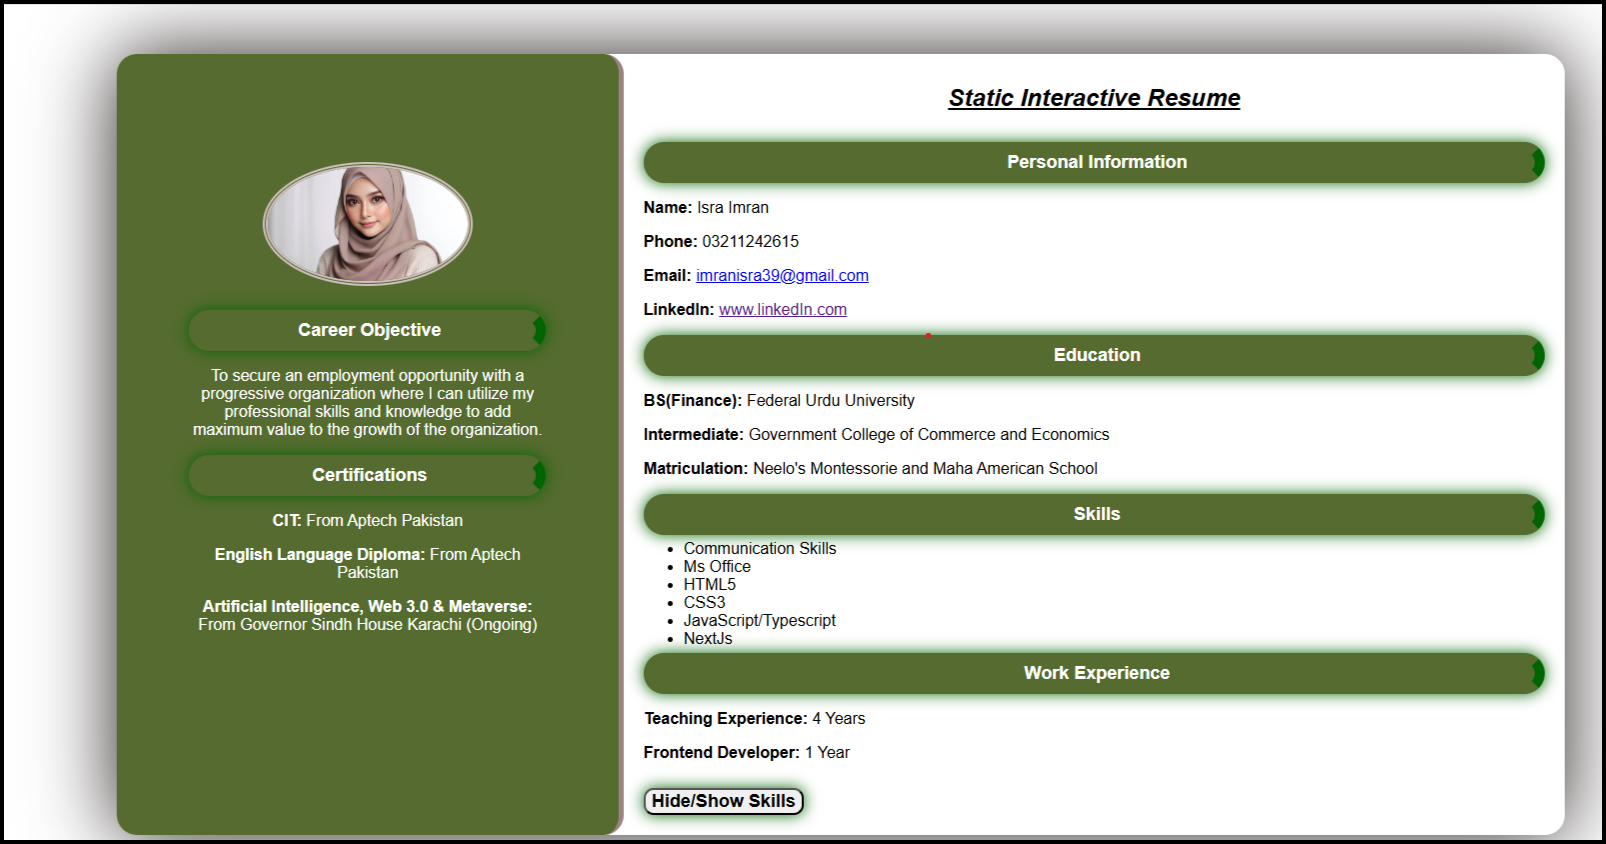 Career Objective
To secure an employment opportunity with a
progressive organization where I can utilize my
professional skills and knowledge to add
maximum value to the growth of the organization.
Certifications
CIT: From Aptech Pakistan
English Language Diploma: From Aptech
Pakistan
Artificial Intelligence, Web 3.0 & Metaverse:
From Governor Sindh House Karachi (Ongoing)
Static Interactive Resume
Personal Information
Name: Isra Imran
Phone: 03211242615
Email: imranisra39@gmail.com
LinkedIn: www.linkedIn.com
Education
BS(Finance): Federal Urdu University
Intermediate: Government College of Commerce and Economics
Matriculation: Neelo's Montessorie and Maha American School
Skills
• Communication Skills
• Ms Office
• HTML5
• CSS3
• JavaScript/Typescript
• NextJs
Work Experience
Teaching Experience: 4 Years
Frontend Developer: 1 Year
Hide/Show Skills